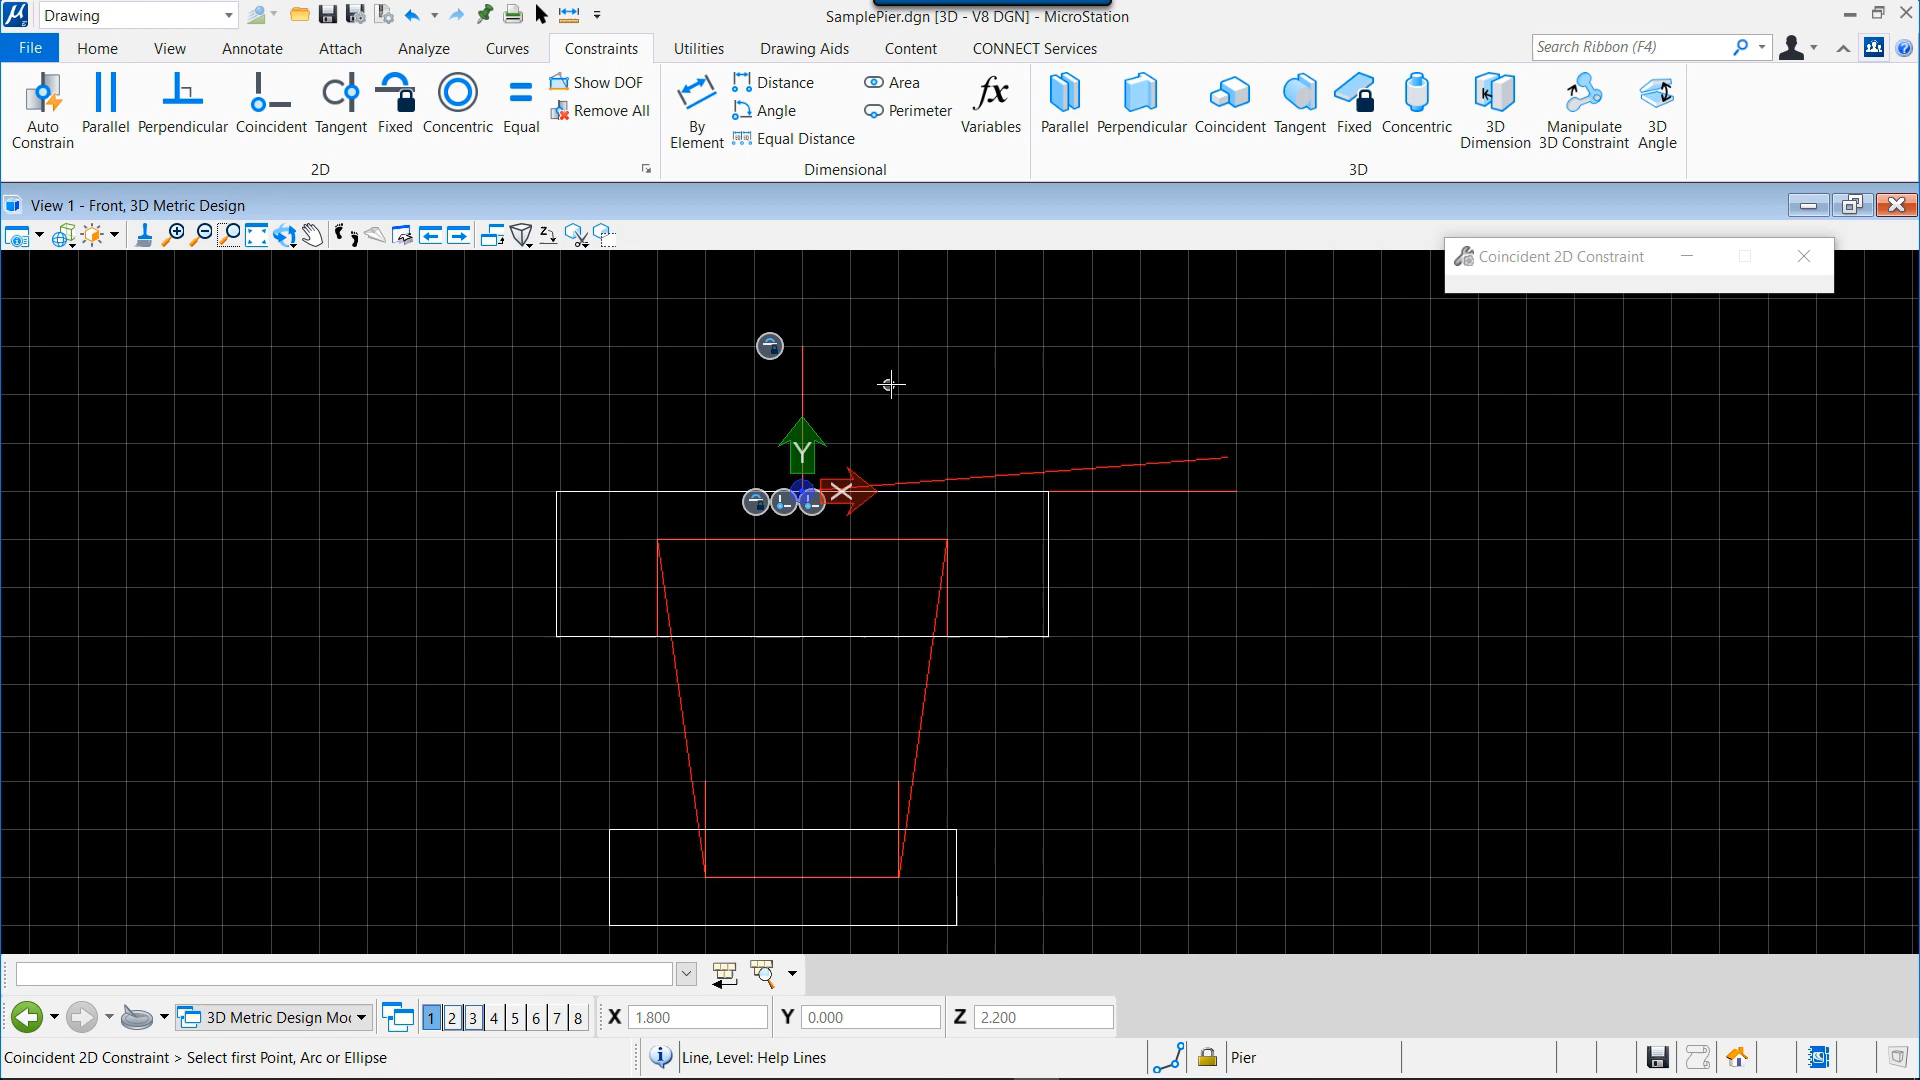 Drawing
SamplePier.dgn [3D - V8 DGN] - MicroStation
File Home View Annotate Attach Analyze Curves Constraints Utilities Drawing Aids Content CONNECT Services Search Ribbon (F4)
Auto Constrain Parallel Perpendicular Coincident Tangent Fixed Concentric Equal
Show DOF
Remove All
By Element
Distance
Angle
Equal Distance
Area
Perimeter
fx
Variables
Parallel Perpendicular Coincident Tangent Fixed Concentric 3D Dimension Manipulate 3D Constraint 3D Angle
2D Dimensional 3D
View 1 - Front, 3D Metric Design
Coincident 2D Constraint
Y
X
3D Metric Design Moc 1 2 3 4 5 6 7 8 X 1.800 Y 0.000 Z 2.200
Coincident 2D Constraint > Select first Point, Arc or Ellipse Line, Level: Help Lines Pier